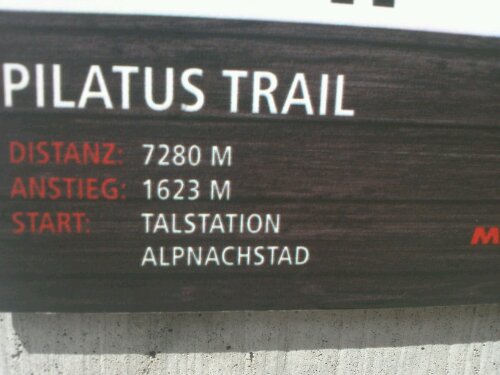 PILATUS TRAIL
DISTANZ: 7280 M
ANSTIEG: 1623 M
START: TALSTATION
ALPNACHSTAD
M